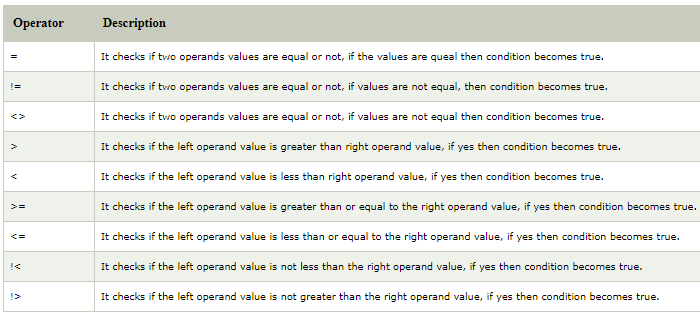 Operator Description
= It checks if two operands values are equal or not, if the values are queal then condition becomes true.
!= It checks if two operands values are equal or not, if values are not equal, then condition becomes true.
<> It checks if two operands values are equal or not, if values are not equal then condition becomes true.
> It checks if the left operand value is greater than right operand value, if yes then condition becomes true.
< It checks if the left operand value is less than right operand value, if yes then condition becomes true.
>= It checks if the left operand value is greater than or equal to the right operand value, if yes then condition becomes true.
<= It checks if the left operand value is less than or equal to the right operand value, if yes then condition becomes true.
!< It checks if the left operand value is not less than the right operand value, if yes then condition becomes true.
!> It checks if the left operand value is not greater than the right operand value, if yes then condition becomes true.